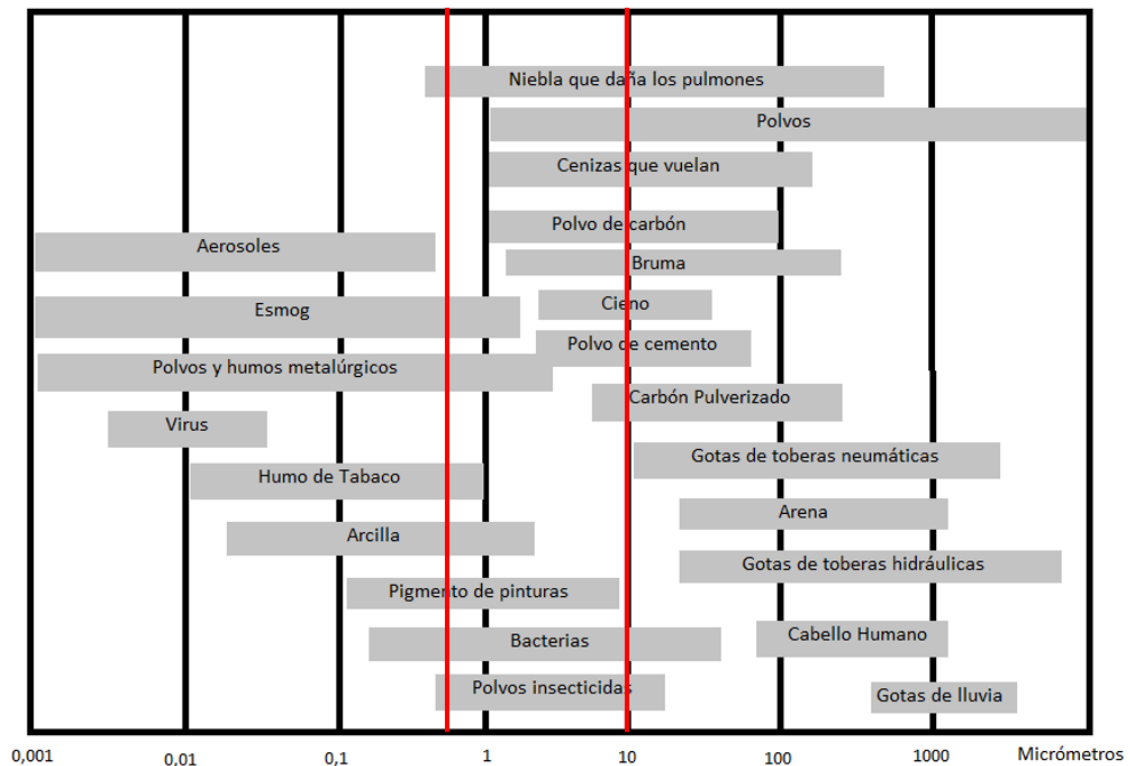 Niebla que daña los pulmones
Polvos
Cenizas que vuelan
Polvo de carbón
Aerosoles
Bruma
Esmog
Cieno
Polvo de cemento
Polvos y humos metalúrgicos
Carbón Pulverizado
Virus
Gotas de toberas neumáticas
Humo de Tabaco
Arena
Arcilla
Gotas de toberas hidráulicas
Pigmento de pinturas
Bacterias
Cabello Humano
Polvos insecticidas
Gotas de lluvia
0,001 0,01 0,1 1 10 100 1000 Micrómetros